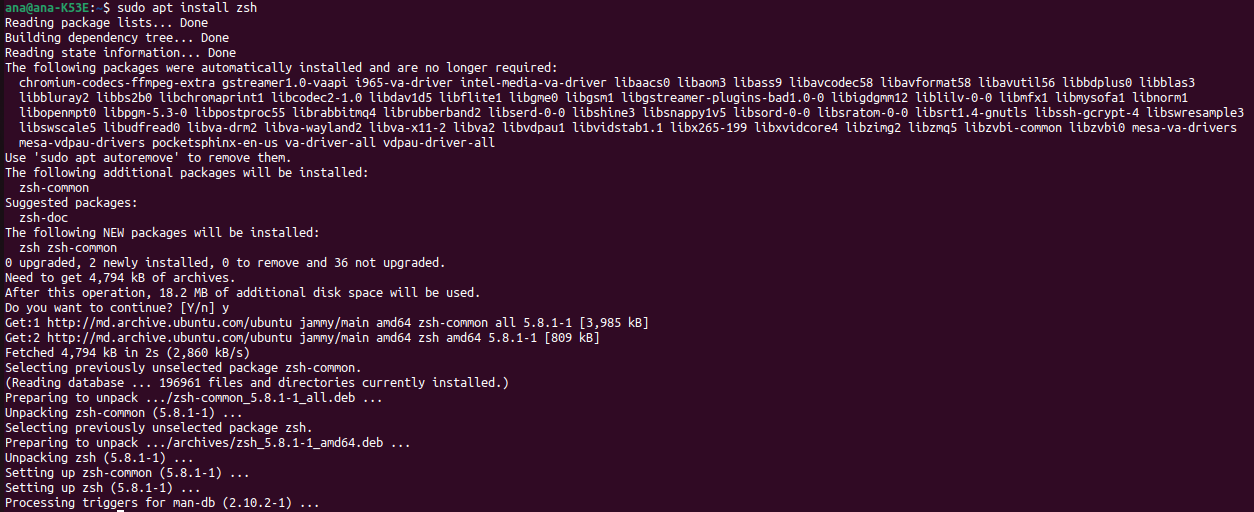 ana@ana-K53E:~$ sudo apt install zsh
Reading package lists... Done
Building dependency tree... Done
Reading state information... Done
The following packages were automatically installed and are no longer required:
  chromium-codecs-ffmpeg-extra gstreamer1.0-vaapi i965-va-driver intel-media-va-driver libaacs0 libaom3 libass9 libavcodec58 libavformat58 libavutil56 libbdplus0 libblas3
  libbluray2 libbs2b0 libchromaprint1 libcodec2-1.0 libdav1d5 libflite1 libgme0 libgsm1 libgstreamer-plugins-bad1.0-0 libigdgmm12 liblilv-0-0 libmfx1 libmysofa1 libnorm1
  libopenmpt0 libpgm-5.3-0 libpostproc55 librabbitmq4 librubberband2 libserd-0-0 libshine3 libsnappy1v5 libsord-0-0 libsratom-0-0 libsrt1.4-gnutls libssh-gcrypt-4 libswresample3
  libswscale5 libudfread0 libva-drm2 libva-wayland2 libva-x11-2 libva2 libvdpau1 libvidstab1.1 libx265-199 libxvidcore4 libzimg2 libzmq5 libzvbi-common libzvbi0 mesa-va-drivers
  mesa-vdpau-drivers pocketsphinx-en-us va-driver-all vdpau-driver-all
Use 'sudo apt autoremove' to remove them.
The following additional packages will be installed:
  zsh-common
Suggested packages:
  zsh-doc
The following NEW packages will be installed:
  zsh zsh-common
0 upgraded, 2 newly installed, 0 to remove and 36 not upgraded.
Need to get 4,794 kB of archives.
After this operation, 18.2 MB of additional disk space will be used.
Do you want to continue? [Y/n] y
Get:1 http://md.archive.ubuntu.com/ubuntu jammy/main amd64 zsh-common all 5.8.1-1 [3,985 kB]
Get:2 http://md.archive.ubuntu.com/ubuntu jammy/main amd64 zsh amd64 5.8.1-1 [809 kB]
Fetched 4,794 kB in 2s (2,860 kB/s)
Selecting previously unselected package zsh-common.
(Reading database ... 196961 files and directories currently installed.)
Preparing to unpack .../zsh-common_5.8.1-1_all.deb ...
Unpacking zsh-common (5.8.1-1) ...
Selecting previously unselected package zsh.
Preparing to unpack .../archives/zsh_5.8.1-1_amd64.deb ...
Unpacking zsh (5.8.1-1) ...
Setting up zsh-common (5.8.1-1) ...
Setting up zsh (5.8.1-1) ...
Processing triggers for man-db (2.10.2-1) ...